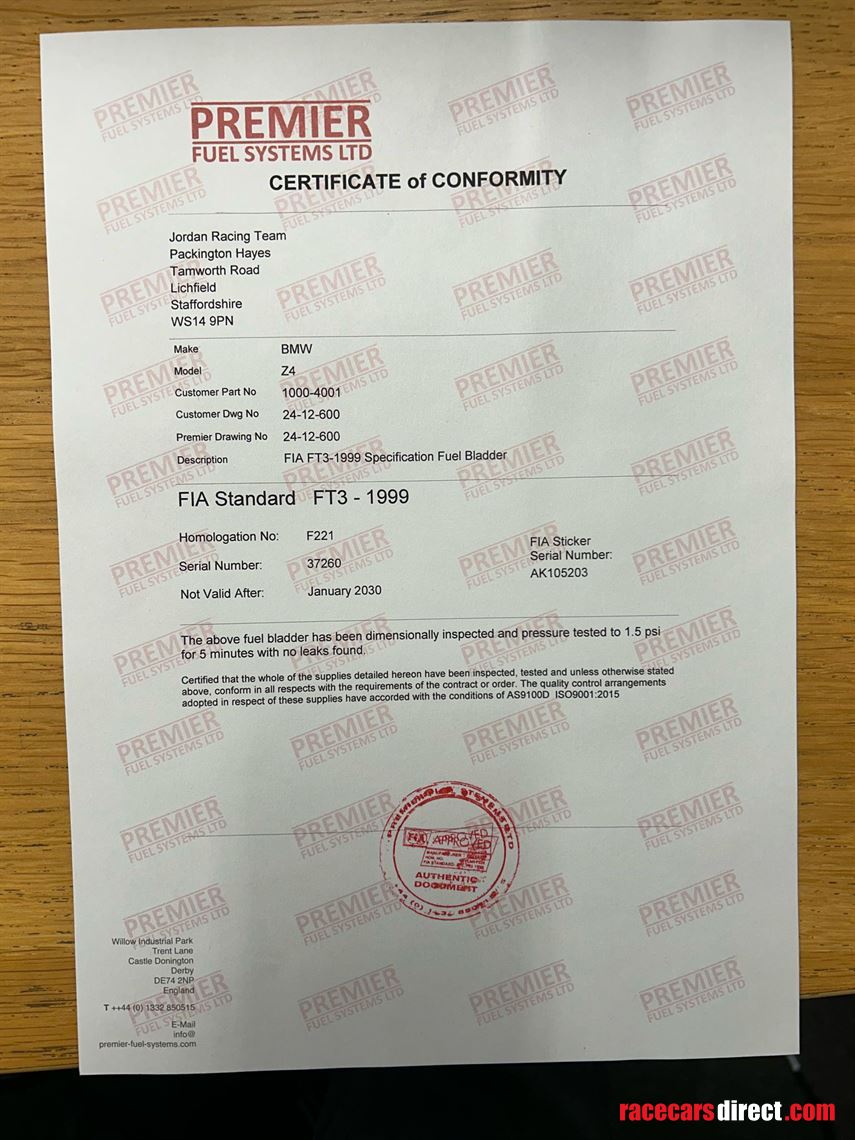 PREMIER
FUEL SYSTEMS LTD
CERTIFICATE of CONFORMITY
Jordan Racing Team
Packington Hayes
Tamworth Road
Lichfield
Staffordshire
WS14 9PN
Make BMW
Model Z4
Customer Part No 1000-4001
Customer Dwg No 24-12-600
Premier Drawing No 24-12-600
Description FIA FT3-1999 Specification Fuel Bladder
FIA Standard FT3 - 1999
Homologation No: F221
Serial Number: 37260
Not Valid After: January 2030
FIA Sticker
Serial Number:
AK105203
The above fuel bladder has been dimensionally inspected and pressure tested to 1.5 psi
for 5 minutes with no leaks found.
Certified that the whole of the supplies detailed hereon have been inspected, tested and unless otherwise stated
above, conform in all respects with the requirements of the contract or order. The quality control arrangements
adopted in respect of these supplies have accorded with the conditions of AS9100D ISO9001:2015
FIA APPROVED
AUTHENTIC
DOCUMENT
Willow Industrial Park
Trent Lane
Castle Donington
Derby
DE74 2NP
England
T ++44 (0) 1332 850515
E-Mail
info@
premier-fuel-systems.com
racecarsdirect.com